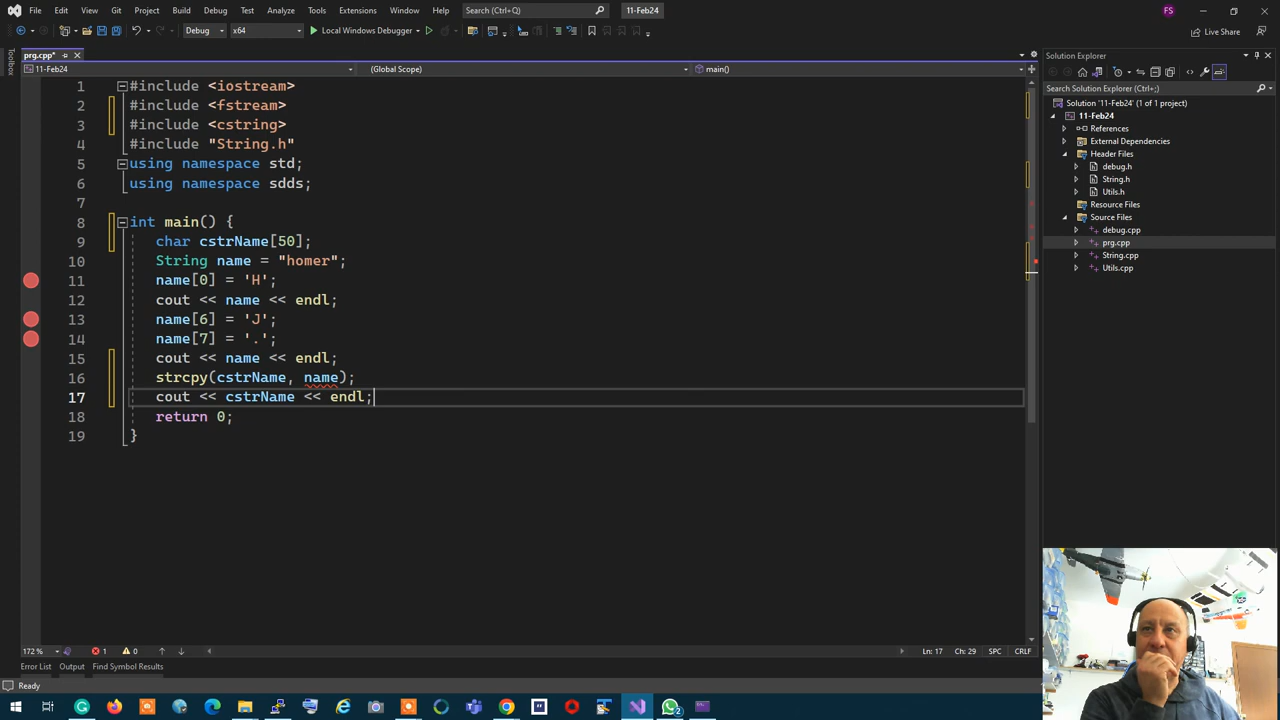 File Edit View Git Project Build Debug Test Analyze Tools Extensions Window Help Search (Ctrl+Q) 11-Feb24 FS
Debug x64 Local Windows Debugger Live Share
Toolbox
prg.cpp*
11-Feb24 (Global Scope) main()
1 #include <iostream>
2 #include <fstream>
3 #include <cstring>
4 #include "String.h"
5 using namespace std;
6 using namespace sdds;
7
8 int main() {
9 char cstrName[50];
10 String name = "homer";
11 name[0] = 'H';
12 cout << name << endl;
13 name[6] = 'J';
14 name[7] = '.';
15 cout << name << endl;
16 strcpy(cstrName, name);
17 cout << cstrName << endl;
18 return 0;
19 }
Solution Explorer
Search Solution Explorer (Ctrl+;)
Solution '11-Feb24' (1 of 1 project)
11-Feb24
References
External Dependencies
Header Files
debug.h
String.h
Utils.h
Resource Files
Source Files
debug.cpp
prg.cpp
String.cpp
Utils.cpp
172 % 1 0 Ln: 17 Ch: 29 SPC CRLF
Error List Output Find Symbol Results
Ready
2